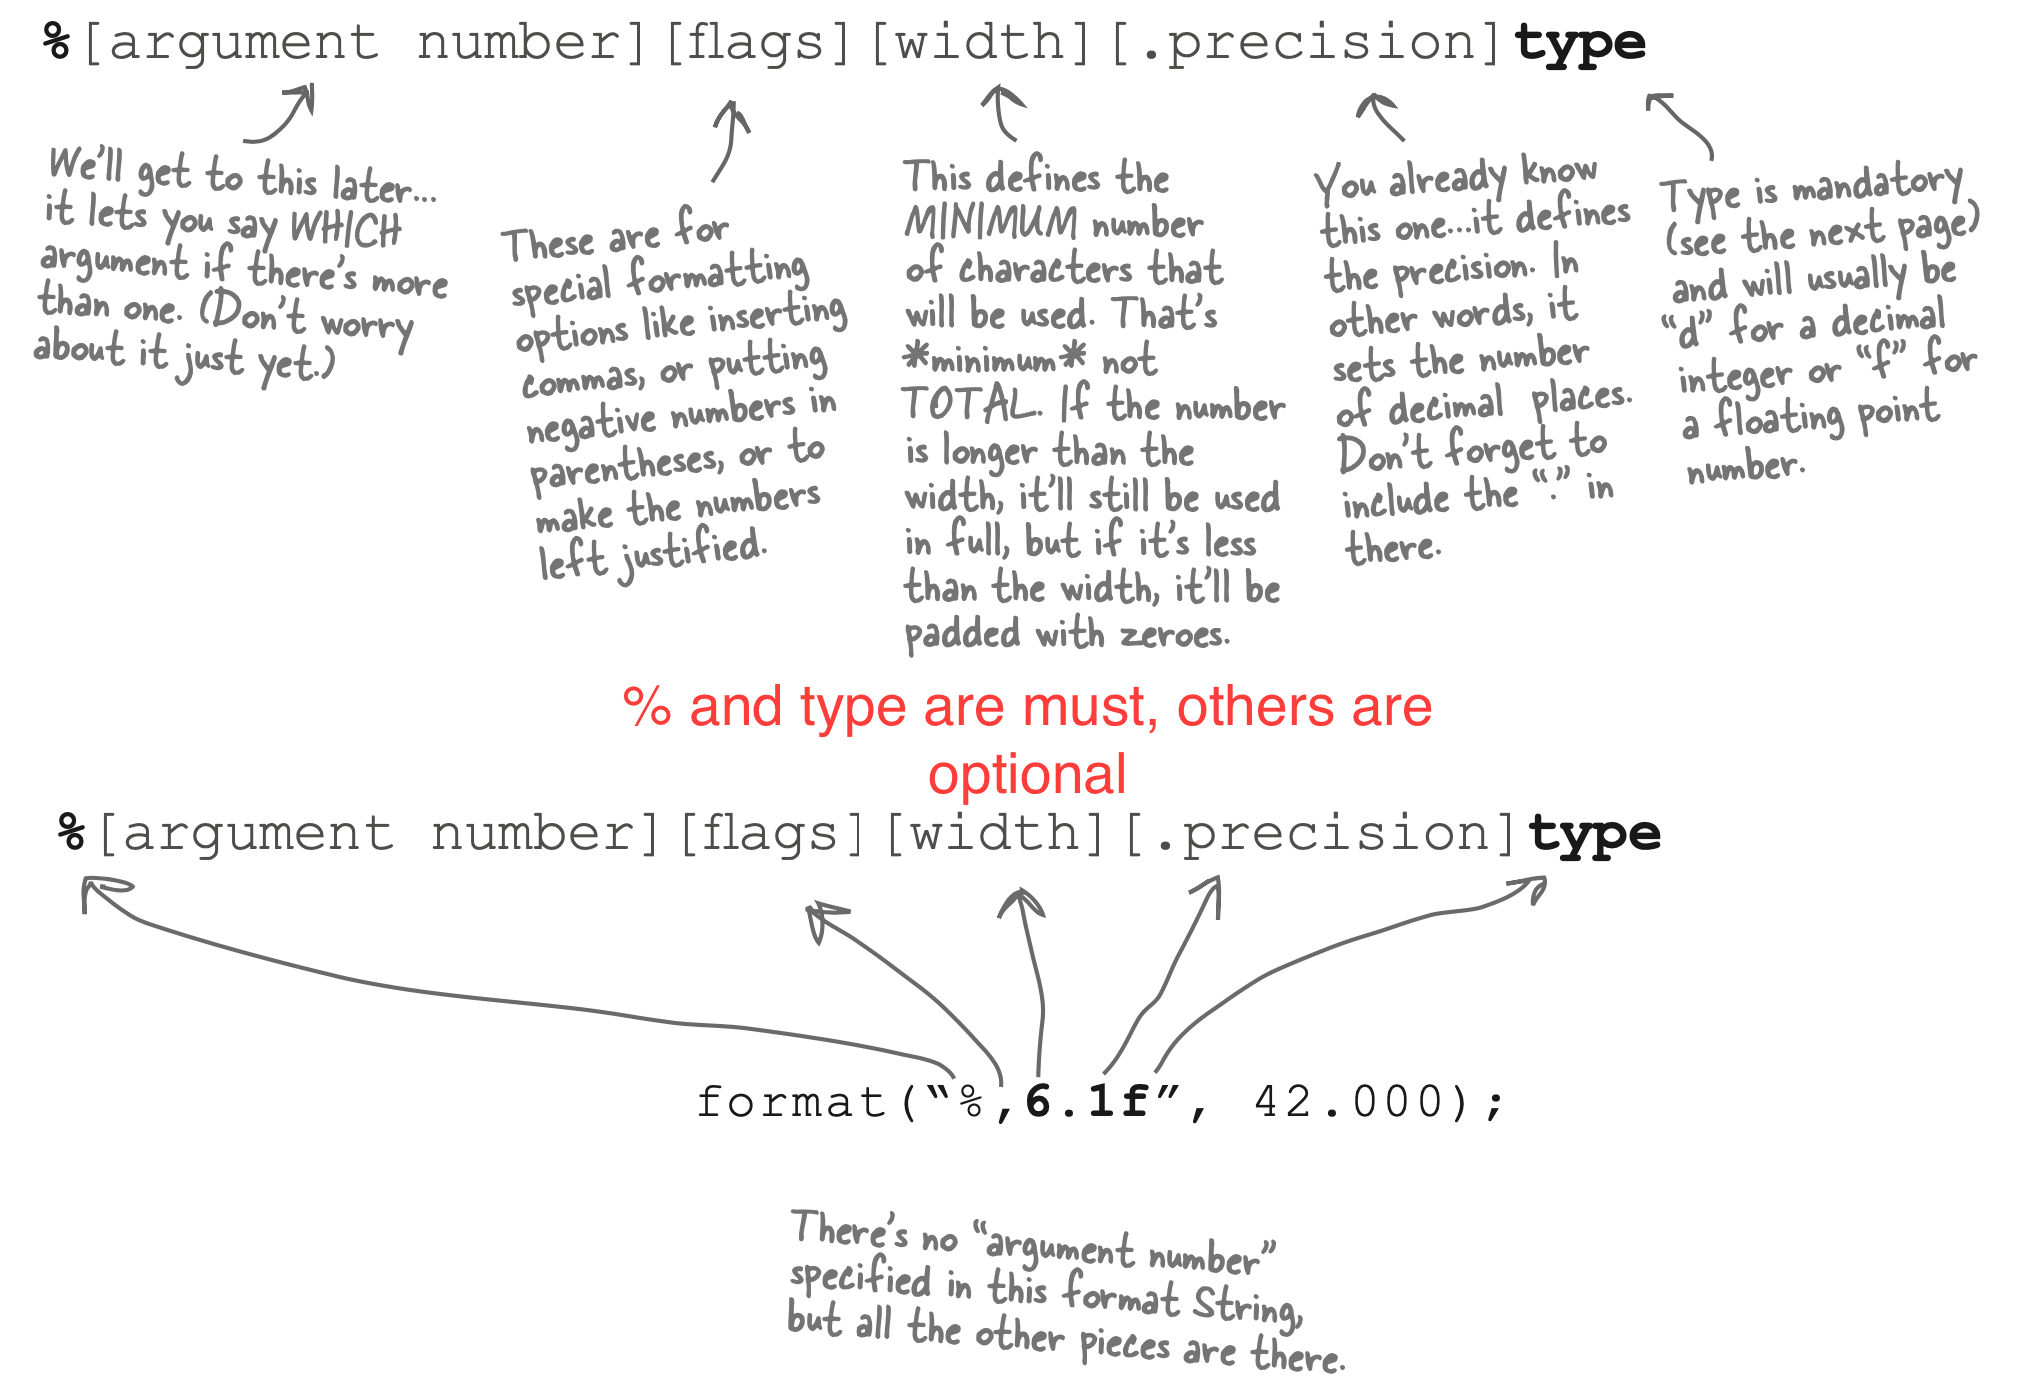 %[argument number][flags][width][.precision]type
We'll get to this later...
it lets you say WHICH
argument if there's more
than one. (Don't worry
about it just yet.)
These are for
special formatting
options like inserting
commas, or putting
negative numbers in
parentheses, or to
make the numbers
left justified.
This defines the
MINIMUM number
of characters that
will be used. That's
*minimum* not
TOTAL. If the number
is longer than the
width, it'll still be used
in full, but if it's less
than the width, it'll be
padded with zeroes.
You already know
this one...it defines
the precision. In
other words, it
sets the number
of decimal places.
Don't forget to
include the “.” in
there.
Type is mandatory
(see the next page)
and will usually be
“d” for a decimal
integer or “f” for
a floating point
number.
% and type are must, others are
optional
%[argument number][flags][width][.precision]type
format(“%,6.1f”, 42.000);
There's no “argument number”
specified in this format String,
but all the other pieces are there.